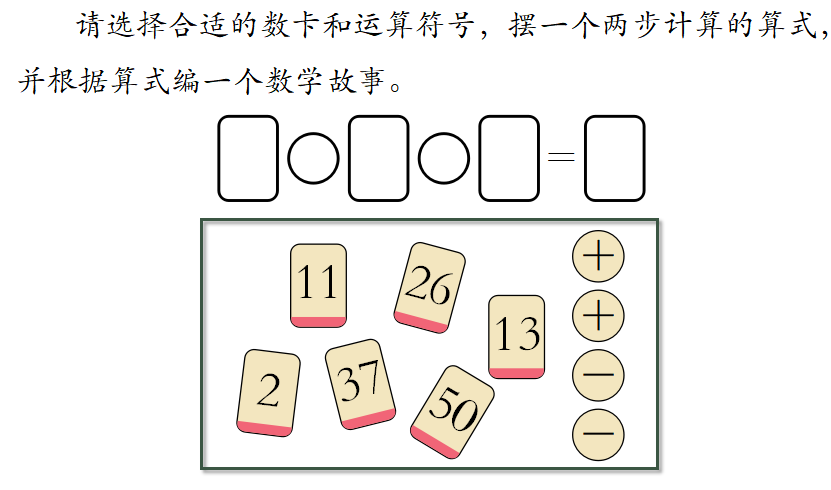 请选择合适的数卡和运算符号，摆一个两步计算的算式，
并根据算式编一个数学故事。
=
11 26 +
13 +
2 37 50 −
−